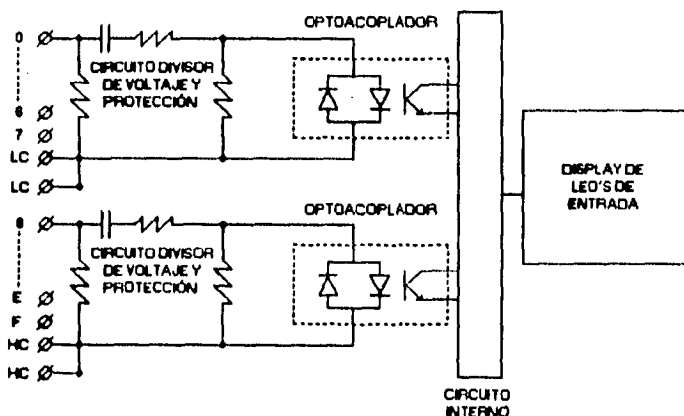 OPTOACOPLADOR
0
CIRCUITO DIVISOR
DE VOLTAJE Y
PROTECCIÓN
6
7
LC
LC
DISPLAY DE
LED'S DE
ENTRADA
OPTOACOPLADOR
8
CIRCUITO DIVISOR
DE VOLTAJE Y
PROTECCIÓN
E
F
HC
HC
CIRCUITO
INTERNO